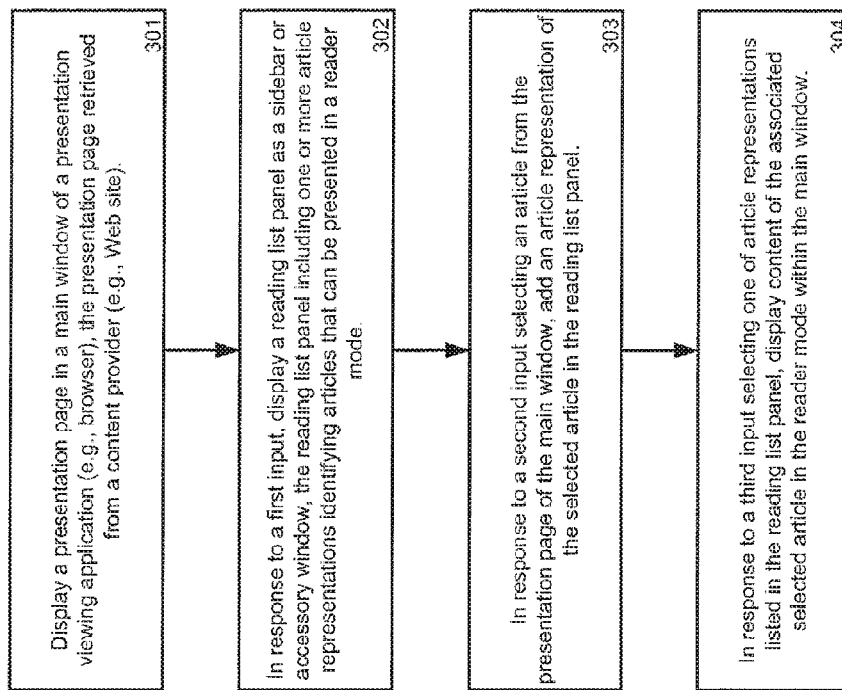 Display a presentation page in a main window of a presentation
viewing application (e.g., browser), the presentation page retrieved
from a content provider (e.g., Web site).
301
In response to a first input, display a reading list panel as a sidebar or
accessory window, the reading list panel including one or more article
representations identifying articles that can be presented in a reader
mode.
302
In response to a second input selecting an article from the
presentation page of the main window, add an article representation of
the selected article in the reading list panel.
303
In response to a third input selecting one of article representations
listed in the reading list panel, display content of the associated
selected article in the reader mode within the main window.
304